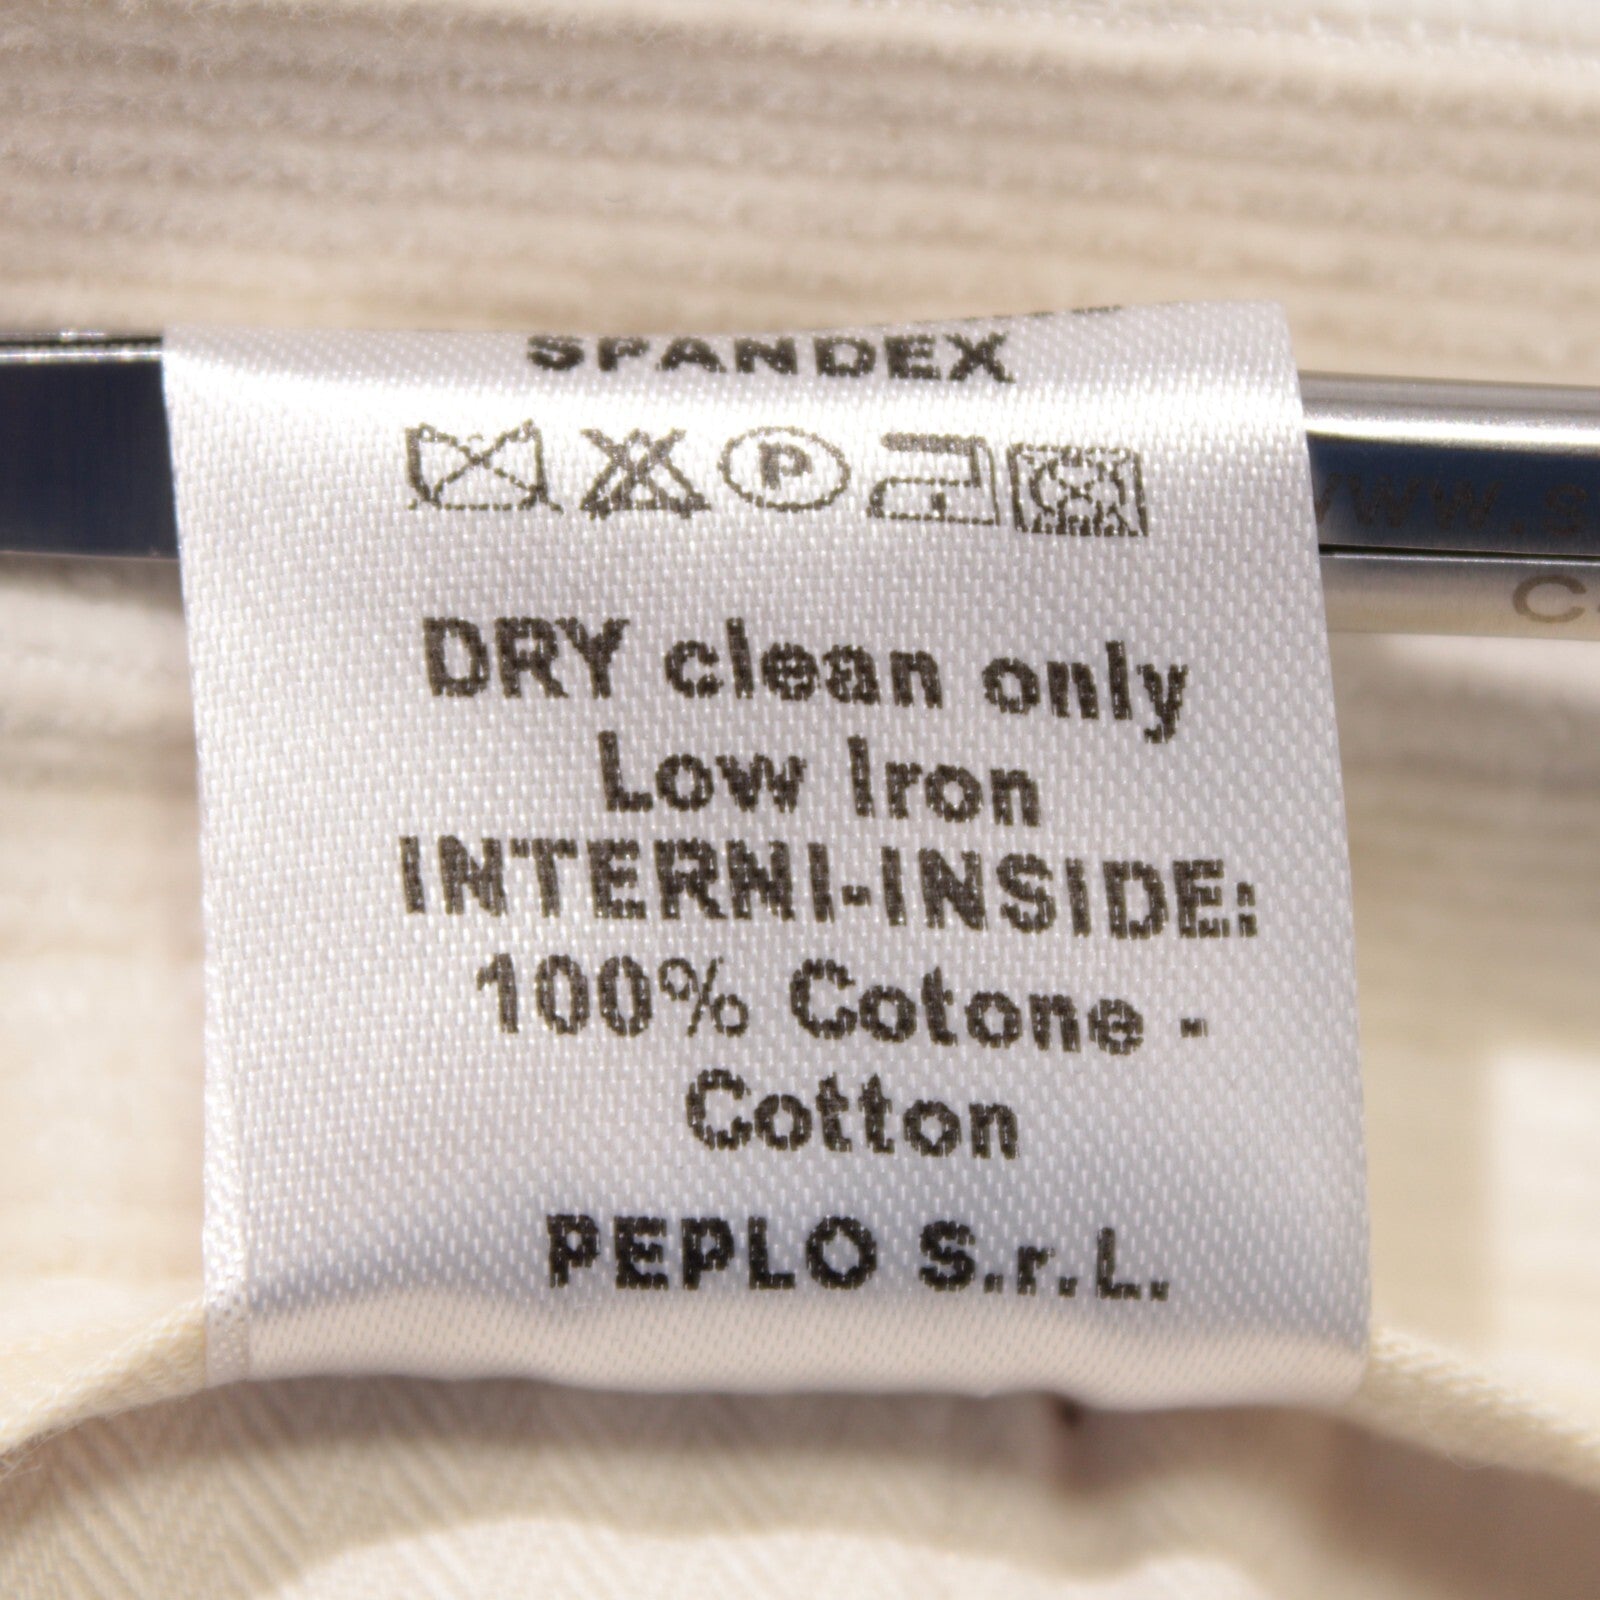 SPANDEX
P
DRY clean only
Low Iron
INTERNI-INSIDE:
100% Cotone -
Cotton
PEPLO S.r.L.